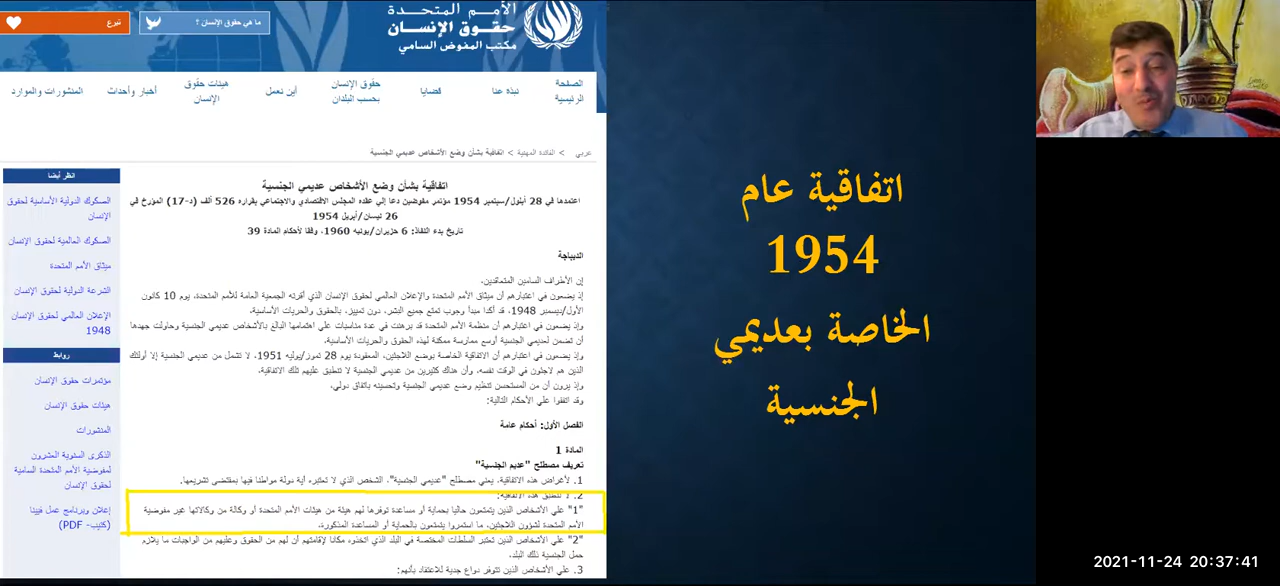 الأمم المتحدة
حقوق الإنسان
مكتب المفوض السامي
ما هي حقوق الإنسان ؟
تبرع
الصفحة الرئيسية
نبذة عنا
قضايا
حقوق الإنسان بحسب البلدان
أين نعمل
هيئات حقوق الإنسان
أخبار وأحداث
المنشورات والموارد
عربي > الفائدة المهنية > اتفاقية بشأن وضع الأشخاص عديمي الجنسية
اتفاقية بشأن وضع الأشخاص عديمي الجنسية
اعتمدها في 28 أيلول/سبتمبر 1954 مؤتمر مفوضين دعا إلي عقده المجلس الاقتصادي والاجتماعي بقراره 526 ألف (د-17) المؤرخ في
26 نيسان/أبريل 1954
تاريخ بدء النفاذ: 6 حزيران/يونيه 1960، وفقا لأحكام المادة 39
الديباجة
إن الأطراف السامين المتعاقدين،
إذ يضعون في اعتبارهم أن ميثاق الأمم المتحدة والإعلان العالمي لحقوق الإنسان الذي أقرته الجمعية العامة للأمم المتحدة، يوم 10 كانون
الأول/ديسمبر 1948، قد أكدا مبدأ وجوب تمتع جميع البشر، دون تمييز، بالحقوق والحريات الأساسية،
وإذ يضعون في اعتبارهم أن منظمة الأمم المتحدة قد برهنت في عدة مناسبات علي اهتمامها البالغ بالأشخاص عديمي الجنسية وحاولت جهدها
أن تضمن لعديمي الجنسية أوسع ممارسة ممكنة لهذه الحقوق والحريات الأساسية،
وإذ يضعون في اعتبارهم أن الاتفاقية الخاصة بوضع اللاجئين، المعقودة يوم 28 تموز/يوليه 1951، لا تشمل من عديمي الجنسية إلا أولئك
الذين هم لاجئون في الوقت نفسه، وأن هناك كثيرين من عديمي الجنسية لا تنطبق عليهم تلك الاتفاقية،
وإذ يرون أن من المستحسن تنظيم وضع عديمي الجنسية وتحسينه باتفاق دولي،
وقد اتفقوا علي الأحكام التالية:
الفصل الأول: أحكام عامة
المادة 1
تعريف مصطلح "عديم الجنسية"
1. لأغراض هذه الاتفاقية، يعني مصطلح "عديمي الجنسية"، الشخص الذي لا تعتبره أية دولة مواطنا فيها بمقتضى تشريعها.
2. لا تنطبق هذه الاتفاقية:
"1" علي الأشخاص الذين يتمتعون حاليا بحماية أو مساعدة توفرها لهم هيئة من هيئات الأمم المتحدة أو وكالة من وكالاتها غير مفوضية
الأمم المتحدة لشؤون اللاجئين، ما استمروا يتمتعون بالحماية أو المساعدة المذكورة،
"2" علي الأشخاص الذين تعتبر السلطات المختصة في البلد الذي اتخذوه مكانا لإقامتهم أن لهم من الحقوق وعليهم من الواجبات ما يلازم
حمل الجنسية ذلك البلد،
3. علي الأشخاص الذين تتوفر دواع جدية للاعتقاد بأنهم:
انظر أيضا
الصكوك الدولية الأساسية لحقوق
الإنسان
الصكوك العالمية لحقوق الإنسان
ميثاق الأمم المتحدة
الشرعة الدولية لحقوق الإنسان
الإعلان العالمي لحقوق الإنسان
1948
روابط
مؤتمرات حقوق الإنسان
هيئات حقوق الإنسان
المنشورات
الذكرى السنوية العشرون
لمفوضية الأمم المتحدة السامية
لحقوق الإنسان
إعلان وبرنامج عمل فيينا
(كتيب- PDF)
اتفاقية عام
1954
الخاصة بعديمي
الجنسية
2021-11-24 20:37:41